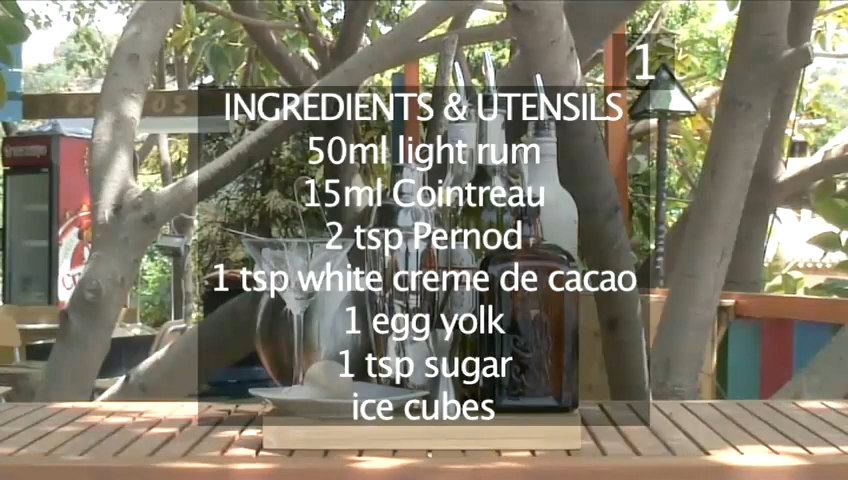 1
INGREDIENTS & UTENSILS
50ml light rum
15ml Cointreau
2 tsp Pernod
1 tsp white creme de cacao
1 egg yolk
1 tsp sugar
ice cubes